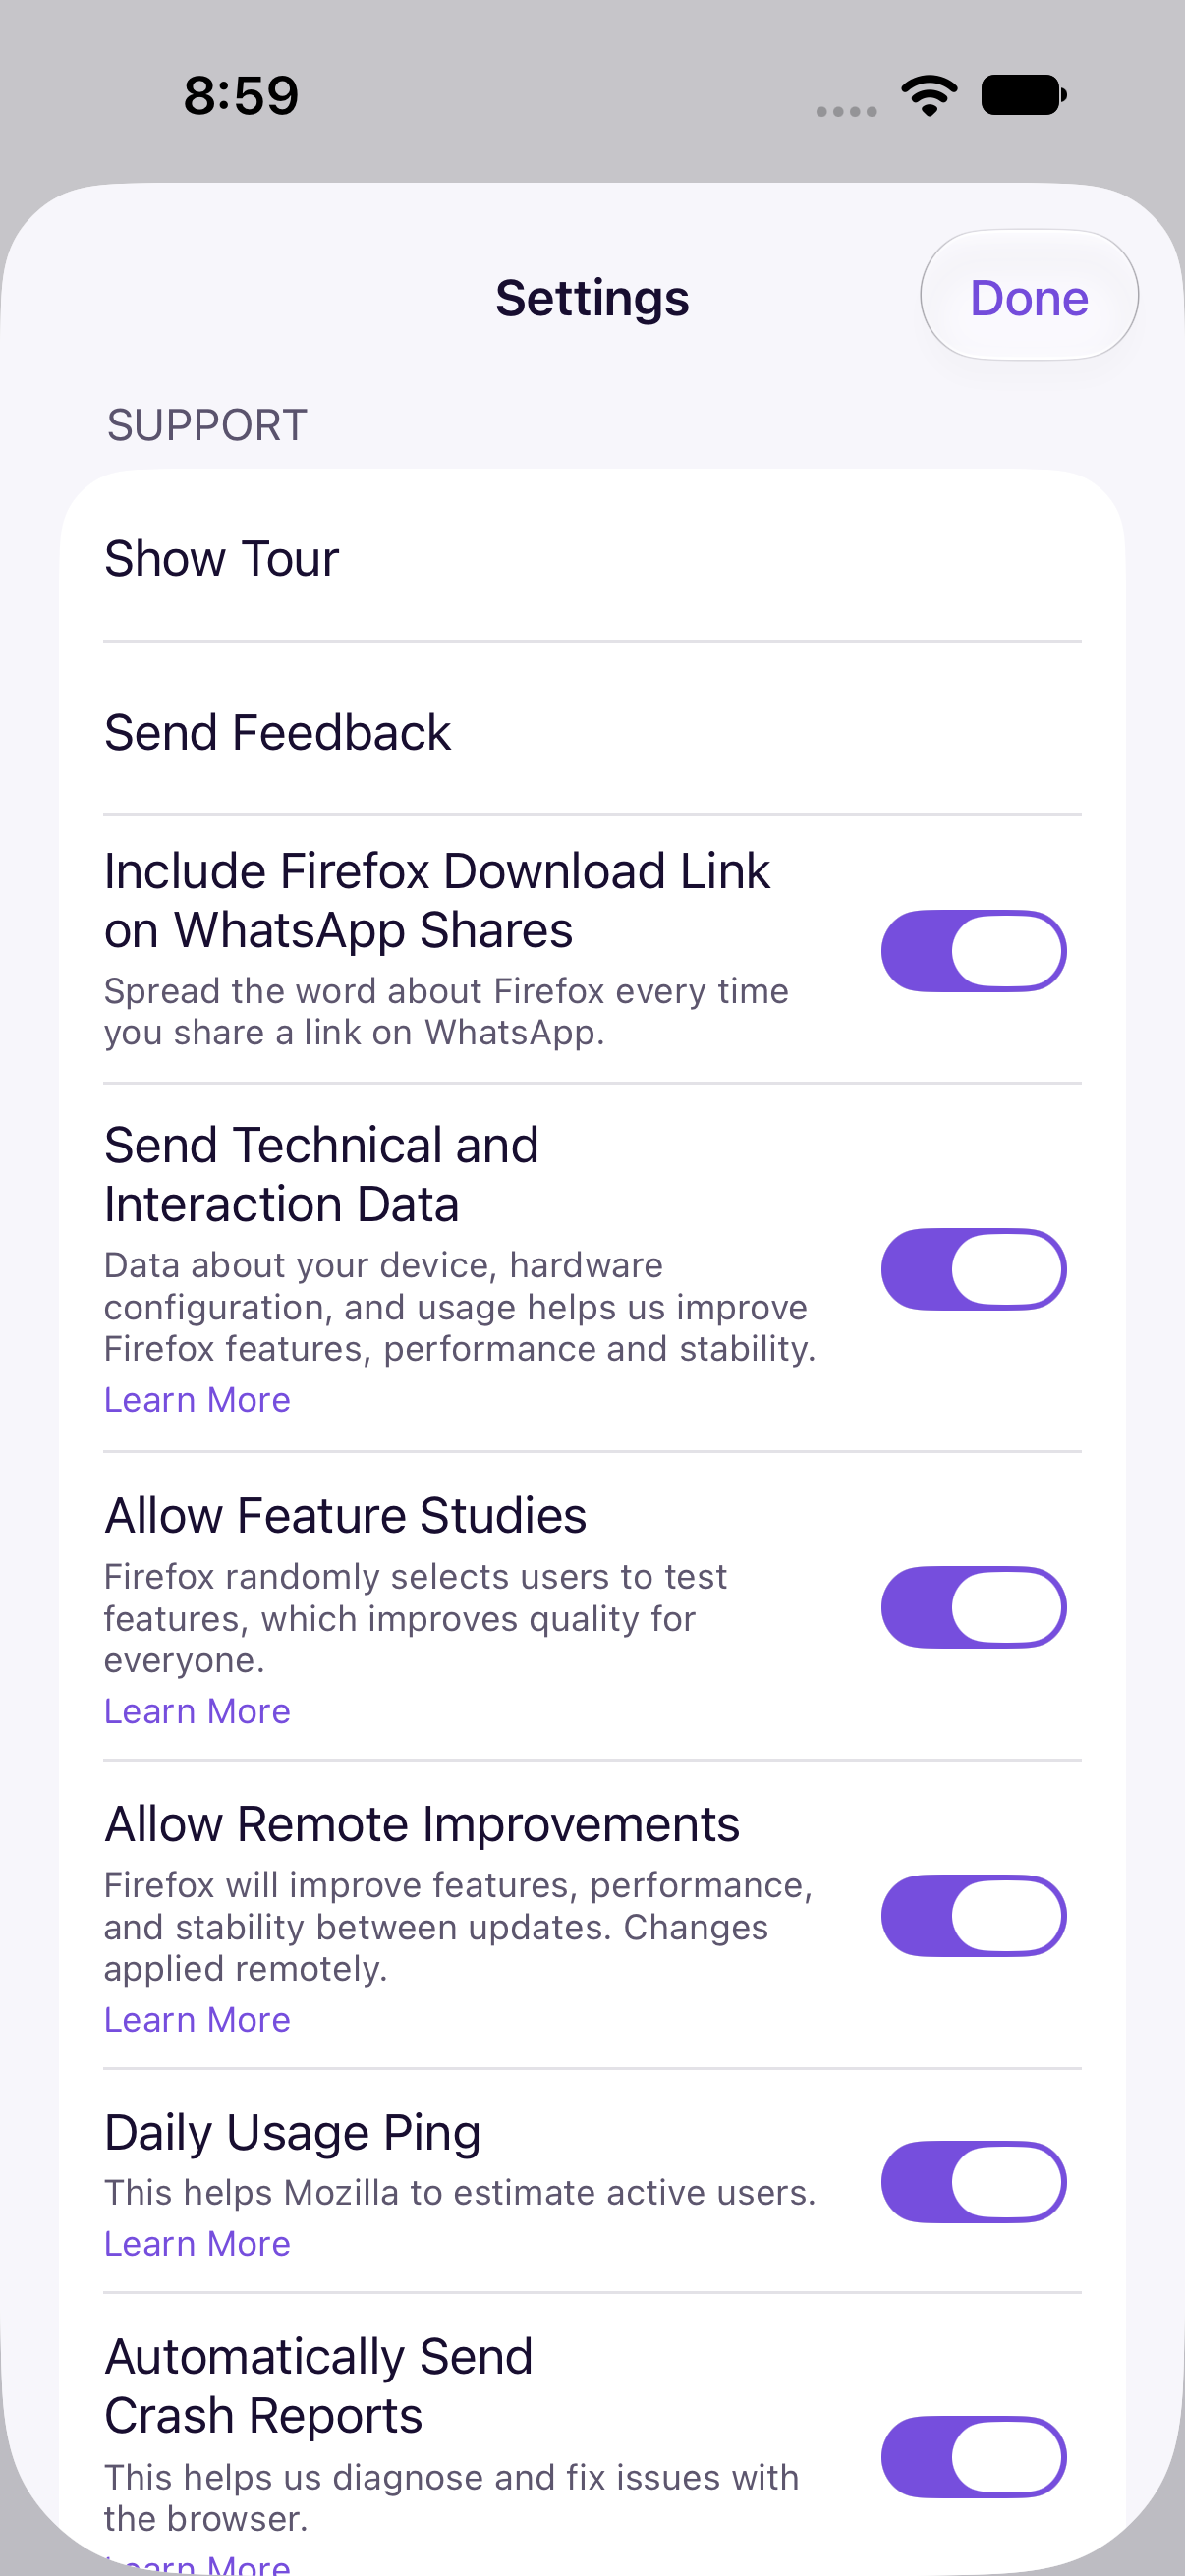 8:59
Settings
Done
SUPPORT
Show Tour
Send Feedback
Include Firefox Download Link
on WhatsApp Shares
Spread the word about Firefox every time
you share a link on WhatsApp.
Send Technical and
Interaction Data
Data about your device, hardware
configuration, and usage helps us improve
Firefox features, performance and stability.
Learn More
Allow Feature Studies
Firefox randomly selects users to test
features, which improves quality for
everyone.
Learn More
Allow Remote Improvements
Firefox will improve features, performance,
and stability between updates. Changes
applied remotely.
Learn More
Daily Usage Ping
This helps Mozilla to estimate active users.
Learn More
Automatically Send
Crash Reports
This helps us diagnose and fix issues with
the browser.
Learn More